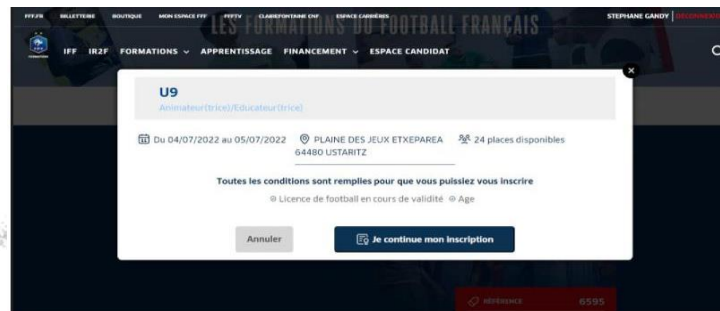 FFF.FR BILLETTERIE BOUTIQUE MON ESPACE FFF FFFTV CLAIREFONTAINE CNF ESPACE CARRIÈRES STEPHANE GANDY
LES FORMATIONS DU FOOTBALL FRANÇAIS
IFF IR2F FORMATIONS APPRENTISSAGE FINANCEMENT ESPACE CANDIDAT
U9
Animateur(trice)/Educateur(trice)
Du 04/07/2022 au 05/07/2022 PLAINE DES JEUX ETXEPAREA 24 places disponibles
64480 USTARITZ
Toutes les conditions sont remplies pour que vous puissiez vous inscrire
Licence de football en cours de validité Age
Annuler Je continue mon inscription
RÉFÉRENCE 6595